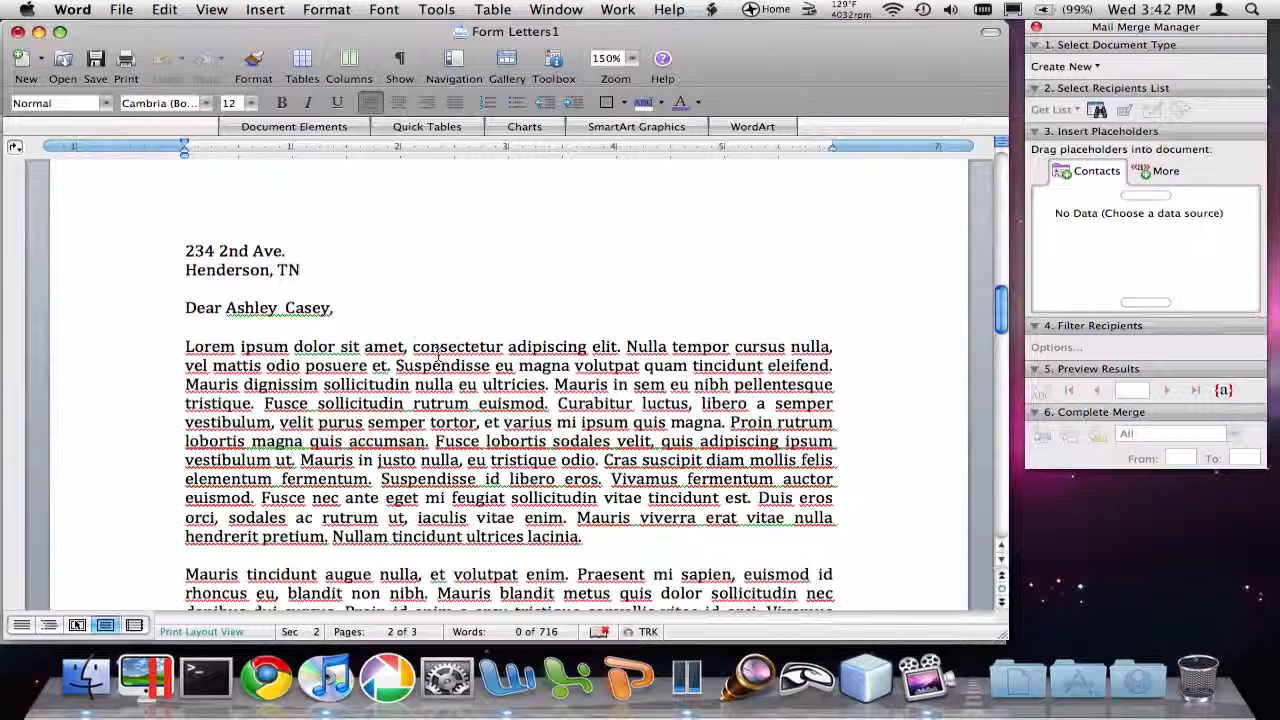 Word File Edit View Insert Format Font Tools Table Window Work Help Home 129°F 4032rpm (99%) Wed 3:42 PM
Form Letters1
New Open Save Print Format Tables Columns Show Navigation Gallery Toolbox 150% Zoom Help
Normal Cambria (Bo... 12 B I U A
Document Elements Quick Tables Charts SmartArt Graphics WordArt
1 1 2 3 4 5 7
234 2nd Ave.
Henderson, TN
Dear Ashley Casey,
Lorem ipsum dolor sit amet, consectetur adipiscing elit. Nulla tempor cursus nulla,
vel mattis odio posuere et. Suspendisse eu magna volutpat quam tincidunt eleifend.
Mauris dignissim sollicitudin nulla eu ultricies. Mauris in sem eu nibh pellentesque
tristique. Fusce sollicitudin rutrum euismod. Curabitur luctus, libero a semper
vestibulum, velit purus semper tortor, et varius mi ipsum quis magna. Proin rutrum
lobortis magna quis accumsan. Fusce lobortis sodales velit, quis adipiscing ipsum
vestibulum ut. Mauris in justo nulla, eu tristique odio. Cras suscipit diam mollis felis
elementum fermentum. Suspendisse id libero eros. Vivamus fermentum auctor
euismod. Fusce nec ante eget mi feugiat sollicitudin vitae tincidunt est. Duis eros
orci, sodales ac rutrum ut, iaculis vitae enim. Mauris viverra erat vitae nulla
hendrerit pretium. Nullam tincidunt ultrices lacinia.
Mauris tincidunt augue nulla, et volutpat enim. Praesent mi sapien, euismod id
rhoncus eu, blandit non nibh. Mauris blandit metus quis dolor sollicitudin nec
Print Layout View Sec 2 Pages: 2 of 3 Words: 0 of 716 TRK
Mail Merge Manager
1. Select Document Type
Create New
2. Select Recipients List
Get List
3. Insert Placeholders
Drag placeholders into document:
Contacts «a» More
No Data (Choose a data source)
4. Filter Recipients
Options...
5. Preview Results
ABC {a}
6. Complete Merge
All
From: To: